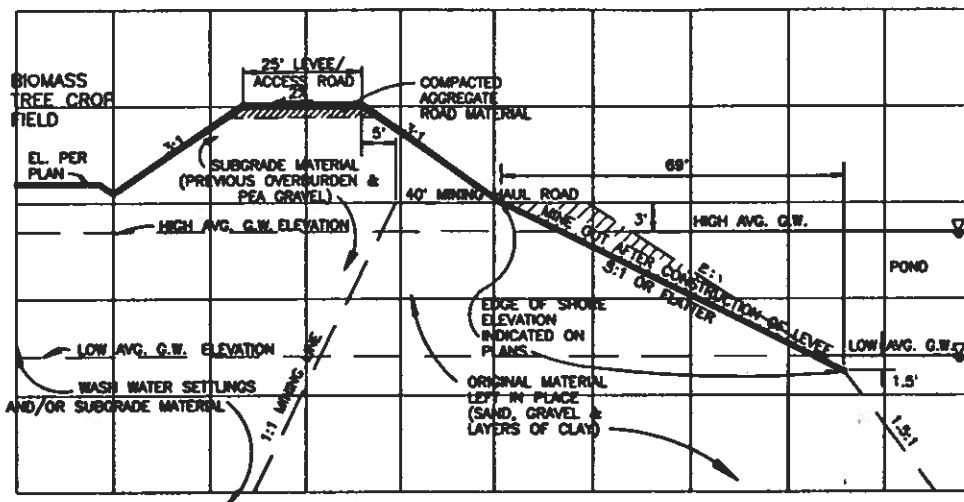 25' LEVEE/
ACCESS ROAD
2%
BIOMASS
TREE CROP
FIELD
COMPACTED
AGGREGATE
ROAD MATERIAL
3:1
5'
3:1
EL. PER
PLAN
SUBGRADE MATERIAL
(PREVIOUS OVERBURDEN &
PEA GRAVEL)
69'
40' MINING HAUL ROAD
3'
HIGH AVG. G.W. ELEVATION
HIGH AVG. G.W.
MINE OUT AFTER CONSTRUCTION OF LEVEE
5:1 OR FLATTER
POND
EDGE OF SHORE
ELEVATION
INDICATED ON
PLANS
LOW AVG. G.W. ELEVATION
LOW AVG. G.W.
1:1 MINING LINE
WASH WATER SETTLINGS
AND/OR SUBGRADE MATERIAL
ORIGINAL MATERIAL
LEFT IN PLACE
(SAND, GRAVEL &
LAYERS OF CLAY)
1.5'
1.5:1